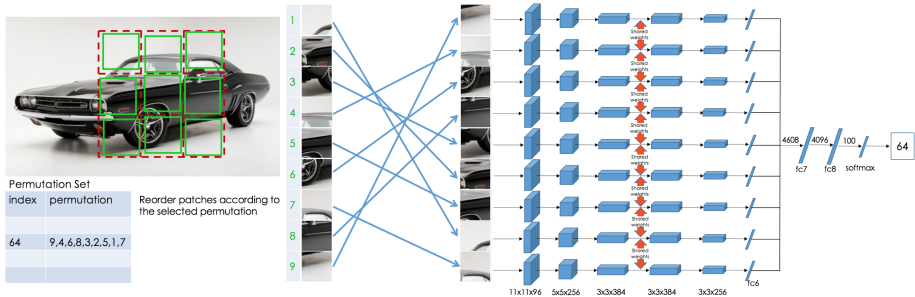 Permutation Set
index permutation
64 9,4,6,8,3,2,5,1,7
Reorder patches according to
the selected permutation
1
2
3
4
5
6
7
8
9
Shared
weights
Shared
weights
Shared
weights
Shared
weights
Shared
weights
Shared
weights
Shared
weights
Shared
weights
11x11x96 5x5x256 3x3x384 3x3x384 3x3x256
fc6
4608 4096 100
fc7 fc8 softmax
64